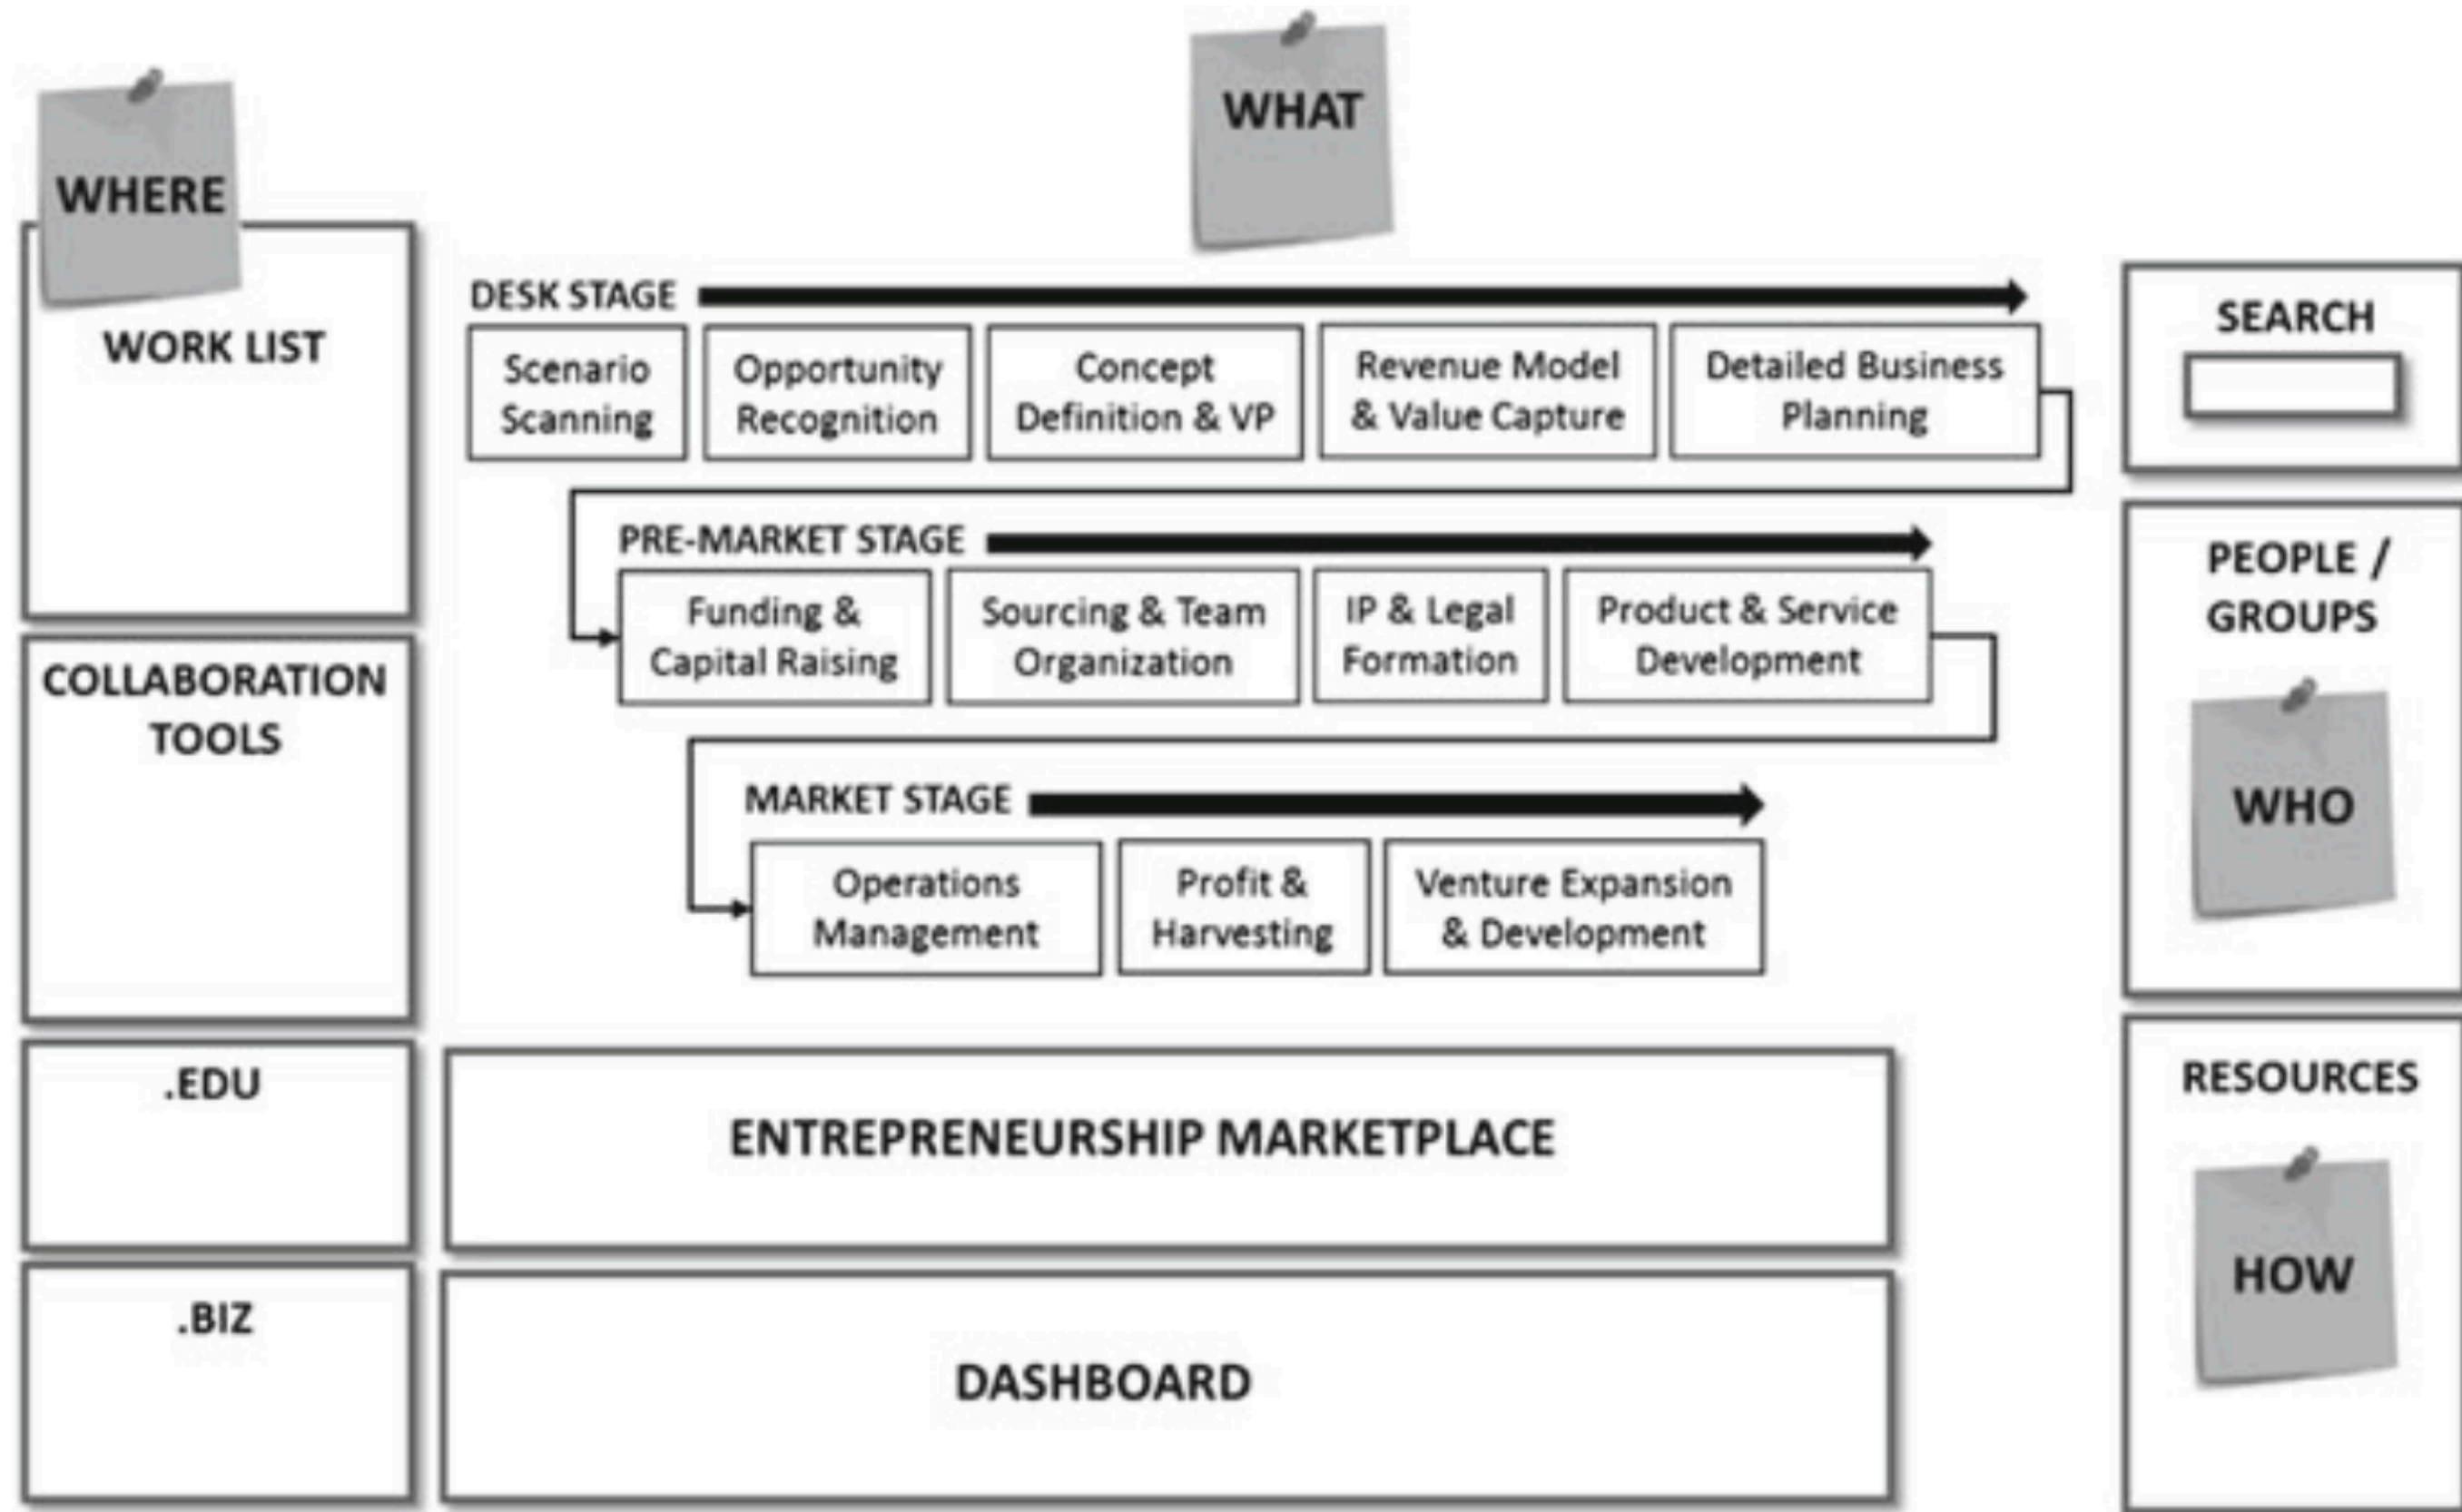 WHAT
WHERE
WORK LIST
COLLABORATION
TOOLS
.EDU
.BIZ
DESK STAGE
Scenario
Scanning
Opportunity
Recognition
Concept
Definition & VP
Revenue Model
& Value Capture
Detailed Business
Planning
PRE-MARKET STAGE
Funding &
Capital Raising
Sourcing & Team
Organization
IP & Legal
Formation
Product & Service
Development
MARKET STAGE
Operations
Management
Profit &
Harvesting
Venture Expansion
& Development
ENTREPRENEURSHIP MARKETPLACE
DASHBOARD
SEARCH
PEOPLE /
GROUPS
WHO
RESOURCES
HOW